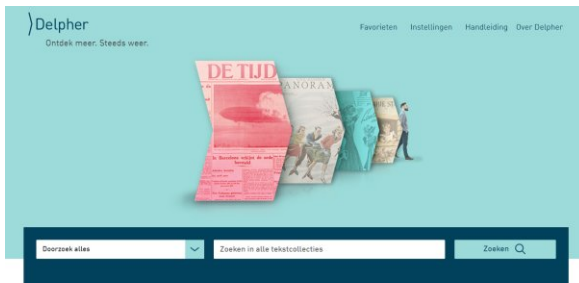 Delpher
Ontdek meer. Steeds weer.
Favorieten Instellingen Handleiding Over Delpher
DE TIJD
PANORAM
Doorzoek alles
Zoeken in alle tekstcollecties
Zoeken